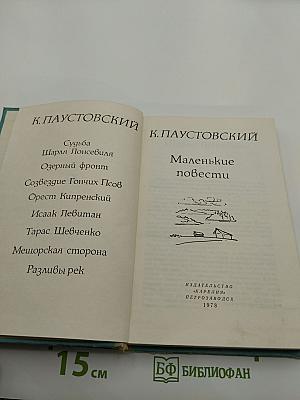 К. ПАУСТОВСКИЙ
Судьба
Шарля Лонсевиля
Озерный фронт
Созвездие Гончих Псов
Орест Кипренский
Исаак Левитан
Тарас Шевченко
Мещорская сторона
Разливы рек
К. ПАУСТОВСКИЙ
Маленькие
повести
ИЗДАТЕЛЬСТВО
«КАРЕЛИЯ»
ПЕТРОЗАВОДСК
1978
15 см
БФ БИБЛИОФАН